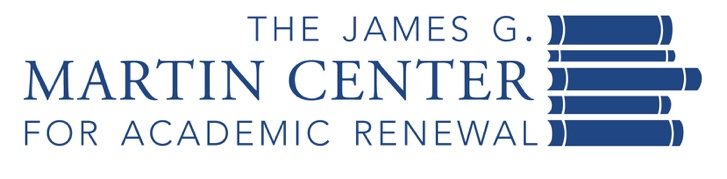 THE JAMES G.
MARTIN CENTER
FOR ACADEMIC RENEWAL